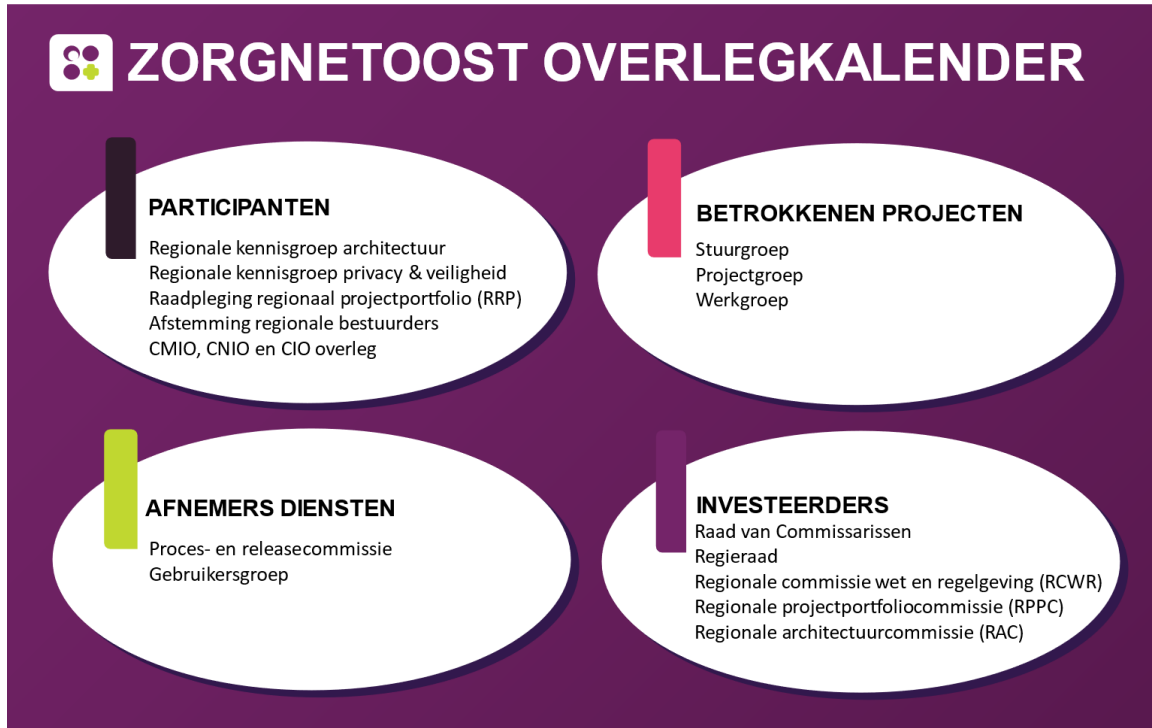 ZORGNETOOST OVERLEGKALENDER
PARTICIPANTEN
Regionale kennisgroep architectuur
Regionale kennisgroep privacy & veiligheid
Raadpleging regionaal projectportfolio (RRP)
Afstemming regionale bestuurders
CMIO, CNIO en CIO overleg
BETROKKENEN PROJECTEN
Stuurgroep
Projectgroep
Werkgroep
AFNEMERS DIENSTEN
Proces- en releasecommissie
Gebruikersgroep
INVESTEERDERS
Raad van Commissarissen
Regieraad
Regionale commissie wet en regelgeving (RCWR)
Regionale projectportfoliocommissie (RPPC)
Regionale architectuurcommissie (RAC)